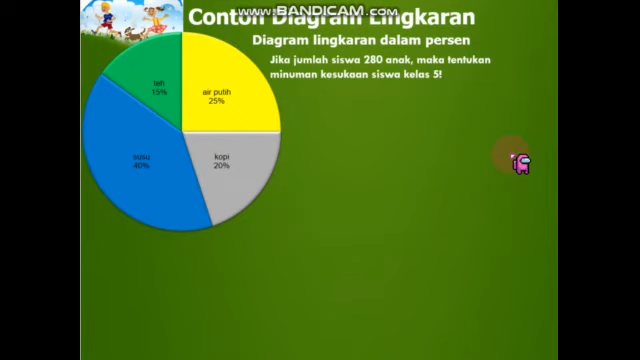 www.BANDICAM.com
Contoh Diagram Lingkaran
Diagram lingkaran dalam persen
Jika jumlah siswa 280 anak, maka tentukan
minuman kesukaan siswa kelas 5!
teh
15%
air putih
25%
susu
40%
kopi
20%